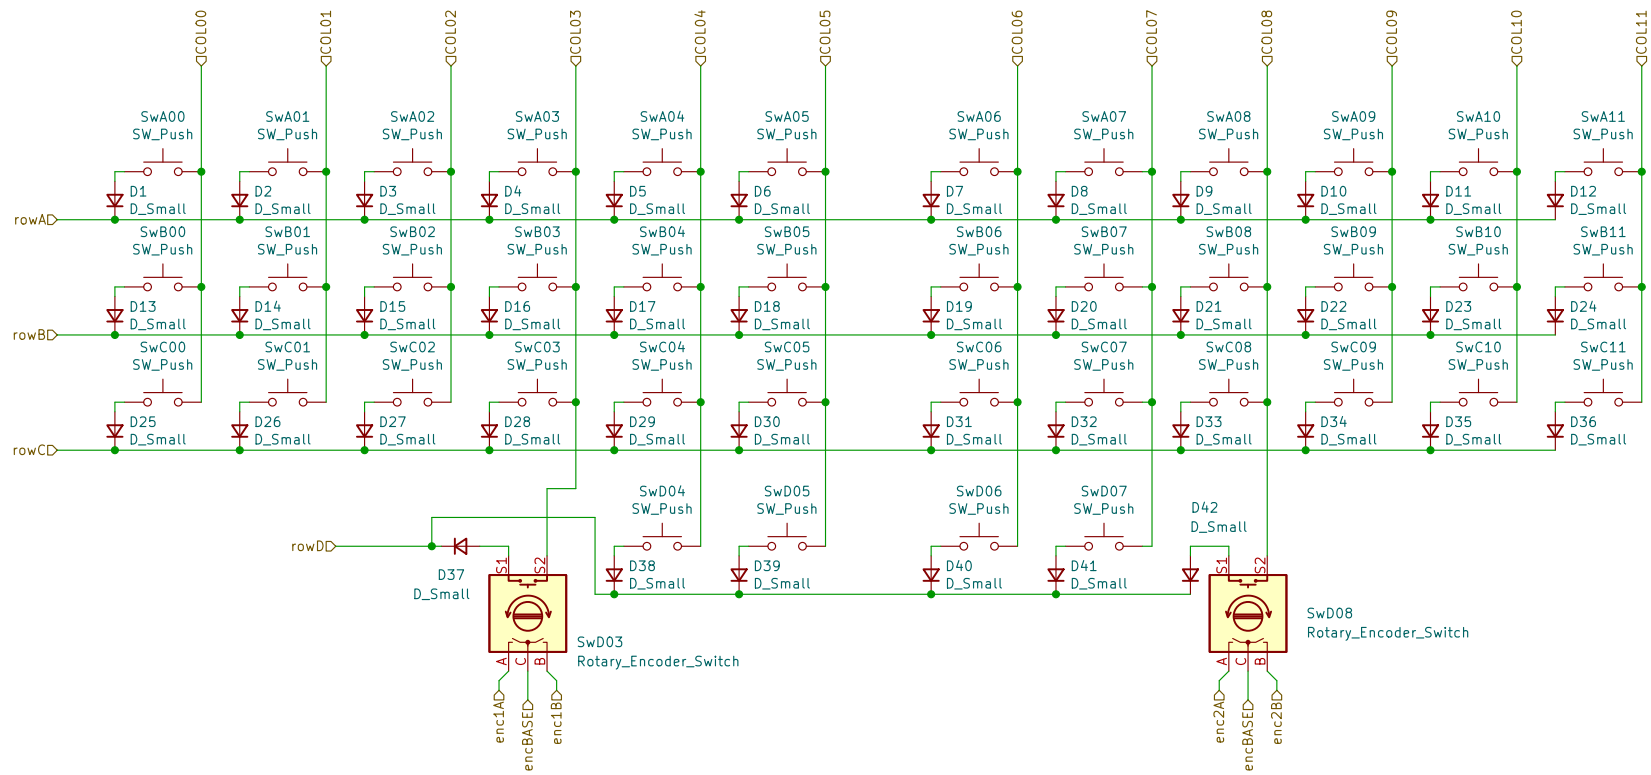 COL00 COL01 COL02 COL03 COL04 COL05 COL06 COL07 COL08 COL09 COL10 COL11
SwA00 SwA01 SwA02 SwA03 SwA04 SwA05 SwA06 SwA07 SwA08 SwA09 SwA10 SwA11
SW_Push SW_Push SW_Push SW_Push SW_Push SW_Push SW_Push SW_Push SW_Push SW_Push SW_Push SW_Push
D1 D2 D3 D4 D5 D6 D7 D8 D9 D10 D11 D12
D_Small D_Small D_Small D_Small D_Small D_Small D_Small D_Small D_Small D_Small D_Small D_Small
rowA
SwB00 SwB01 SwB02 SwB03 SwB04 SwB05 SwB06 SwB07 SwB08 SwB09 SwB10 SwB11
SW_Push SW_Push SW_Push SW_Push SW_Push SW_Push SW_Push SW_Push SW_Push SW_Push SW_Push SW_Push
D13 D14 D15 D16 D17 D18 D19 D20 D21 D22 D23 D24
D_Small D_Small D_Small D_Small D_Small D_Small D_Small D_Small D_Small D_Small D_Small D_Small
rowB
SwC00 SwC01 SwC02 SwC03 SwC04 SwC05 SwC06 SwC07 SwC08 SwC09 SwC10 SwC11
SW_Push SW_Push SW_Push SW_Push SW_Push SW_Push SW_Push SW_Push SW_Push SW_Push SW_Push SW_Push
D25 D26 D27 D28 D29 D30 D31 D32 D33 D34 D35 D36
D_Small D_Small D_Small D_Small D_Small D_Small D_Small D_Small D_Small D_Small D_Small D_Small
rowC
SwD04 SwD05 SwD06 SwD07 D42
SW_Push SW_Push SW_Push SW_Push D_Small
rowD
S1 S2 S1 S2
D37 D38 D39 D40 D41
D_Small D_Small D_Small D_Small D_Small
SwD03 SwD08
Rotary_Encoder_Switch Rotary_Encoder_Switch
A C B A C B
enc1A encBASE enc1B enc2A encBASE enc2B